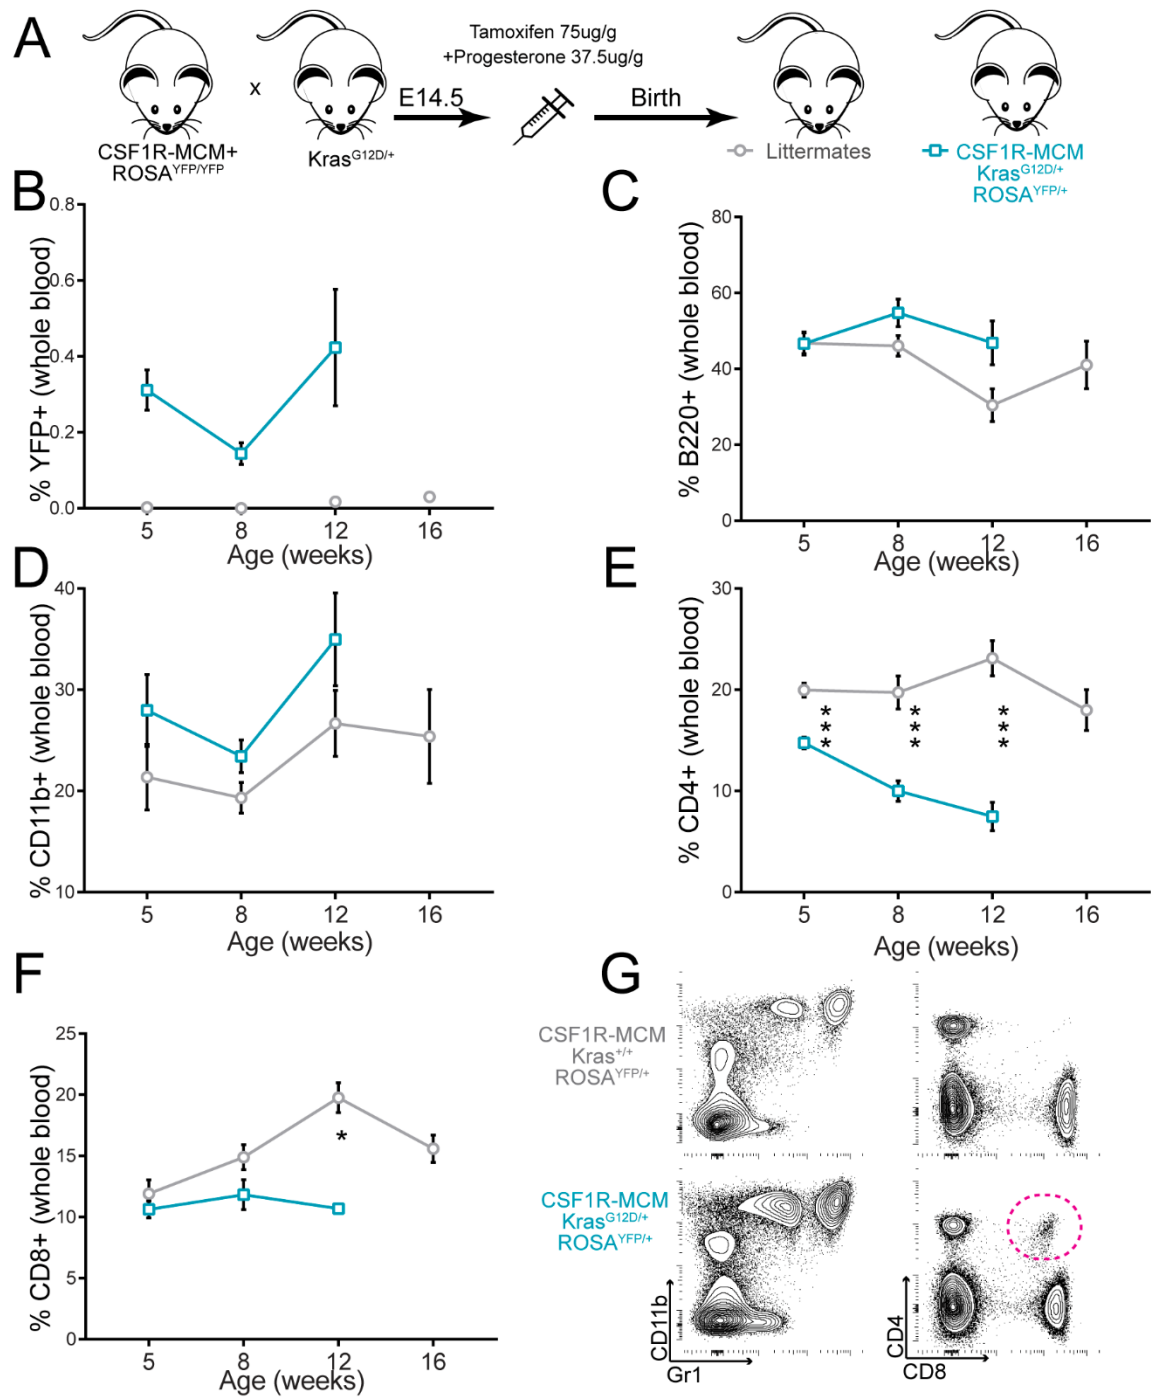 A
Tamoxifen 75ug/g
+Progesterone 37.5ug/g
x
E14.5
Birth
CSF1R-MCM+
ROSAYFP/YFP
KrasG12D/+
Littermates
CSF1R-MCM
KrasG12D/+
ROSAYFP/+
B
% YFP+ (whole blood)
0.8
0.6
0.4
0.2
0.0
5 8 12 16
Age (weeks)
C
% B220+ (whole blood)
80
60
40
20
0
5 8 12 16
Age (weeks)
D
% CD11b+ (whole blood)
40
30
20
10
5 8 12 16
Age (weeks)
E
% CD4+ (whole blood)
30
20
10
0
*** *** ***
5 8 12 16
Age (weeks)
F
% CD8+ (whole blood)
25
20
15
10
5
0
*
5 8 12 16
Age (weeks)
G
CSF1R-MCM
Kras+/+
ROSAYFP/+
CSF1R-MCM
KrasG12D/+
ROSAYFP/+
CD11b
Gr1
CD4
CD8